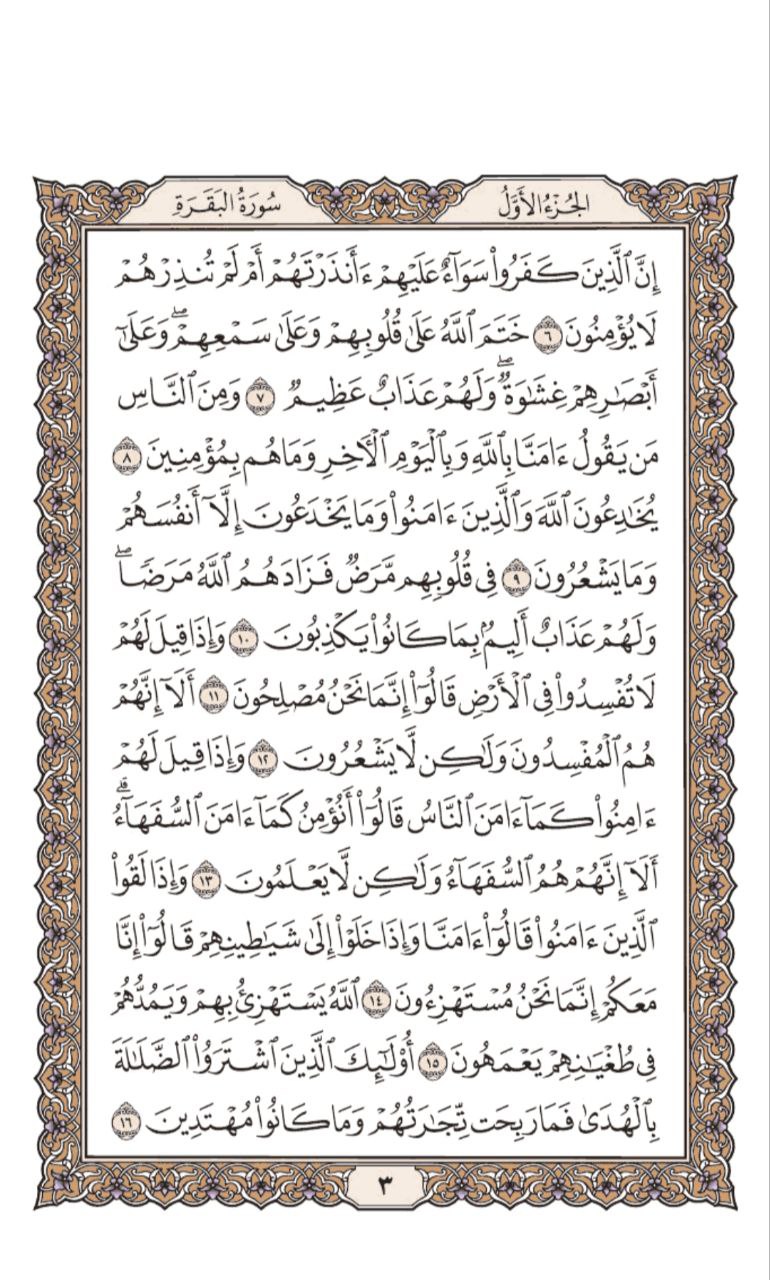 الجُزْءُ الأَوَّلُ
سُورَةُ البَقَرَةِ
إِنَّ ٱلَّذِينَ كَفَرُوا۟ سَوَآءٌ عَلَيْهِمْ ءَأَنذَرْتَهُمْ أَمْ لَمْ تُنذِرْهُمْ
لَا يُؤْمِنُونَ ٦ خَتَمَ ٱللَّهُ عَلَىٰ قُلُوبِهِمْ وَعَلَىٰ سَمْعِهِمْ ۖ وَعَلَىٰٓ
أَبْصَـٰرِهِمْ غِشَـٰوَةٌ ۖ وَلَهُمْ عَذَابٌ عَظِيمٌ ٧ وَمِنَ ٱلنَّاسِ
مَن يَقُولُ ءَامَنَّا بِٱللَّهِ وَبِٱلْيَوْمِ ٱلْـَٔاخِرِ وَمَا هُم بِمُؤْمِنِينَ ٨
يُخَـٰدِعُونَ ٱللَّهَ وَٱلَّذِينَ ءَامَنُوا۟ وَمَا يَخْدَعُونَ إِلَّآ أَنفُسَهُمْ
وَمَا يَشْعُرُونَ ٩ فِى قُلُوبِهِم مَّرَضٌ فَزَادَهُمُ ٱللَّهُ مَرَضًا ۖ
وَلَهُمْ عَذَابٌ أَلِيمٌۢ بِمَا كَانُوا۟ يَكْذِبُونَ ١٠ وَإِذَا قِيلَ لَهُمْ
لَا تُفْسِدُوا۟ فِى ٱلْأَرْضِ قَالُوٓا۟ إِنَّمَا نَحْنُ مُصْلِحُونَ ١١ أَلَآ إِنَّهُمْ
هُمُ ٱلْمُفْسِدُونَ وَلَـٰكِن لَّا يَشْعُرُونَ ١٢ وَإِذَا قِيلَ لَهُمْ
ءَامِنُوا۟ كَمَآ ءَامَنَ ٱلنَّاسُ قَالُوٓا۟ أَنُؤْمِنُ كَمَآ ءَامَنَ ٱلسُّفَهَآءُ ۗ
أَلَآ إِنَّهُمْ هُمُ ٱلسُّفَهَآءُ وَلَـٰكِن لَّا يَعْلَمُونَ ١٣ وَإِذَا لَقُوا۟
ٱلَّذِينَ ءَامَنُوا۟ قَالُوٓا۟ ءَامَنَّا وَإِذَا خَلَوْا۟ إِلَىٰ شَيَـٰطِينِهِمْ قَالُوٓا۟ إِنَّا
مَعَكُمْ إِنَّمَا نَحْنُ مُسْتَهْزِءُونَ ١٤ ٱللَّهُ يَسْتَهْزِئُ بِهِمْ وَيَمُدُّهُمْ
فِى طُغْيَـٰنِهِمْ يَعْمَهُونَ ١٥ أُو۟لَـٰٓئِكَ ٱلَّذِينَ ٱشْتَرَوُا۟ ٱلضَّلَـٰلَةَ
بِٱلْهُدَىٰ فَمَا رَبِحَت تِّجَـٰرَتُهُمْ وَمَا كَانُوا۟ مُهْتَدِينَ ١٦
٣